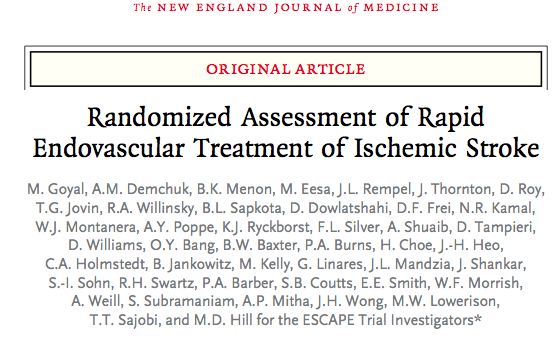 The NEW ENGLAND JOURNAL of MEDICINE
ORIGINAL ARTICLE
Randomized Assessment of Rapid
Endovascular Treatment of Ischemic Stroke
M. Goyal, A.M. Demchuk, B.K. Menon, M. Eesa, J.L. Rempel, J. Thornton, D. Roy,
T.G. Jovin, R.A. Willinsky, B.L. Sapkota, D. Dowlatshahi, D.F. Frei, N.R. Kamal,
W.J. Montanera, A.Y. Poppe, K.J. Ryckborst, F.L. Silver, A. Shuaib, D. Tampieri,
D. Williams, O.Y. Bang, B.W. Baxter, P.A. Burns, H. Choe, J.-H. Heo,
C.A. Holmstedt, B. Jankowitz, M. Kelly, G. Linares, J.L. Mandzia, J. Shankar,
S.-I. Sohn, R.H. Swartz, P.A. Barber, S.B. Coutts, E.E. Smith, W.F. Morrish,
A. Weill, S. Subramaniam, A.P. Mitha, J.H. Wong, M.W. Lowerison,
T.T. Sajobi, and M.D. Hill for the ESCAPE Trial Investigators*